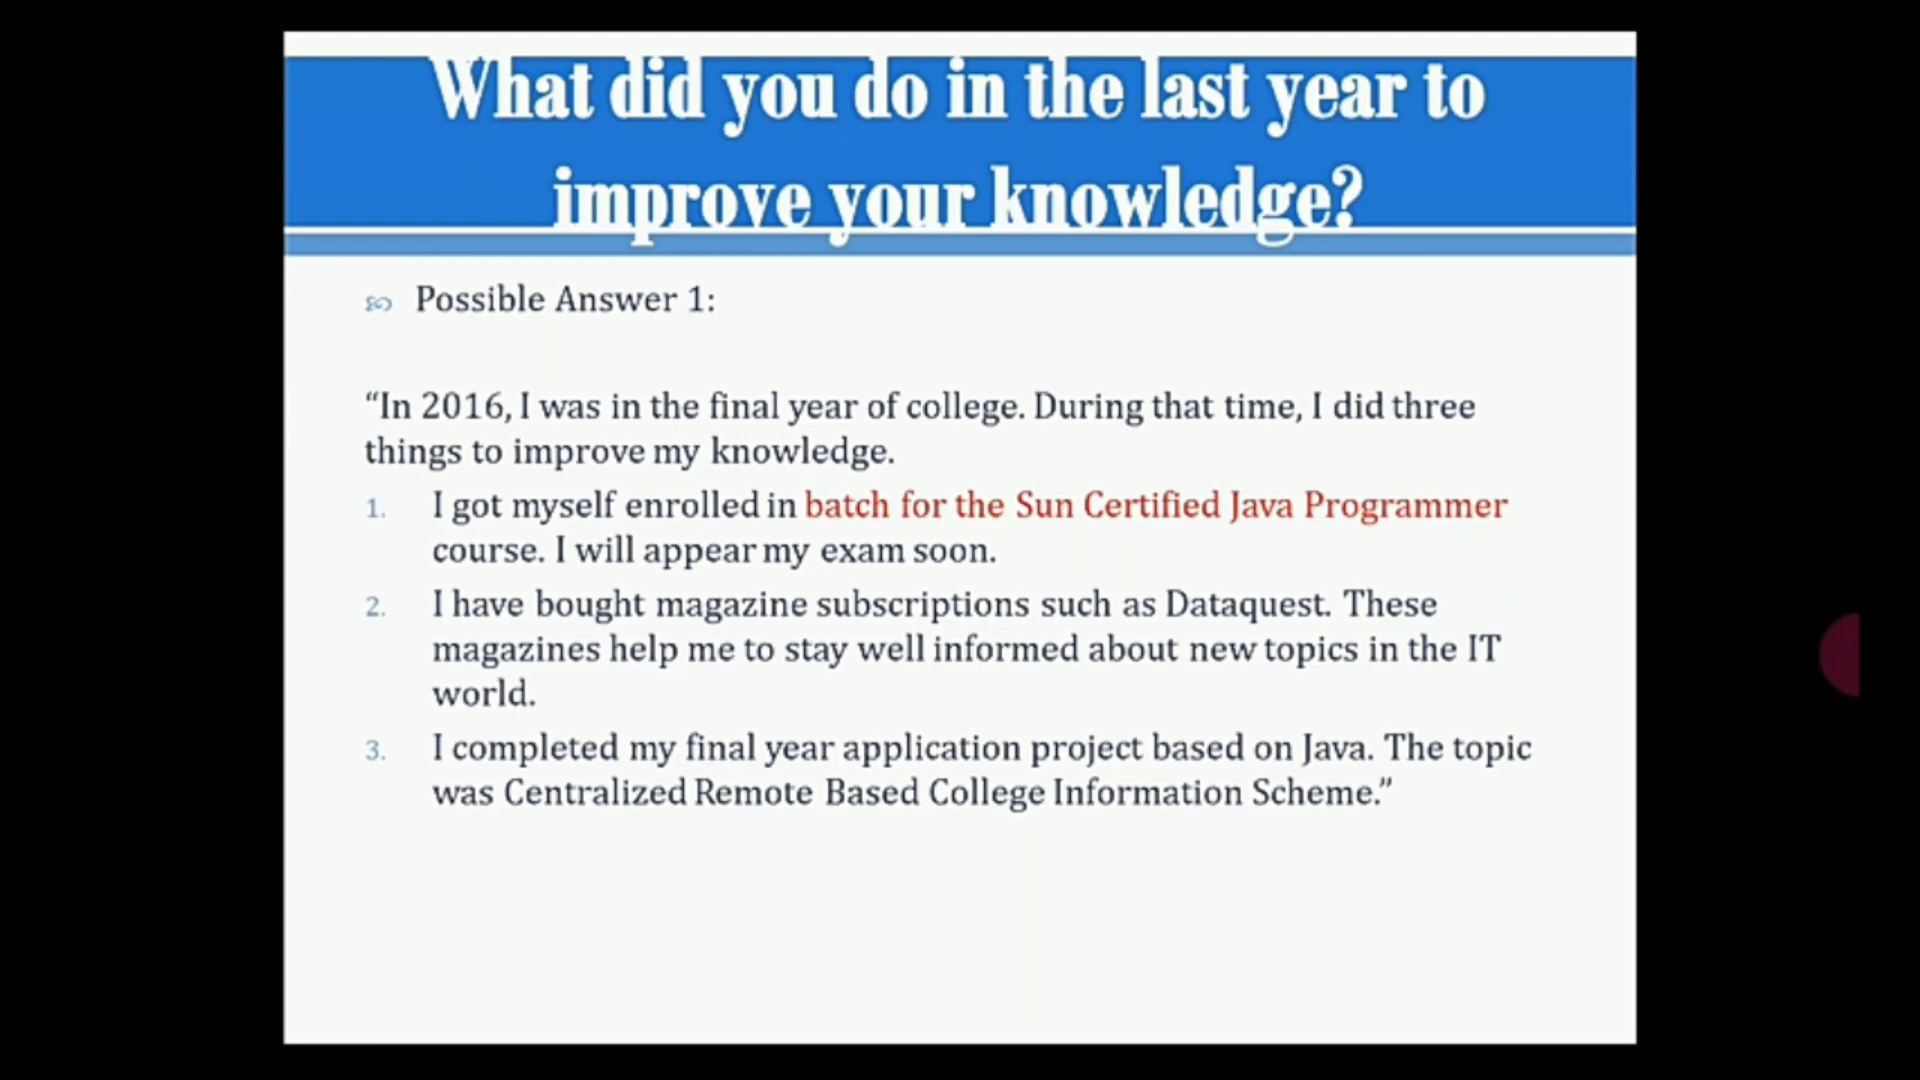 What did you do in the last year to
improve your knowledge?
Possible Answer 1:
“In 2016, I was in the final year of college. During that time, I did three
things to improve my knowledge.
1. I got myself enrolled in batch for the Sun Certified Java Programmer
course. I will appear my exam soon.
2. I have bought magazine subscriptions such as Dataquest. These
magazines help me to stay well informed about new topics in the IT
world.
3. I completed my final year application project based on Java. The topic
was Centralized Remote Based College Information Scheme.”